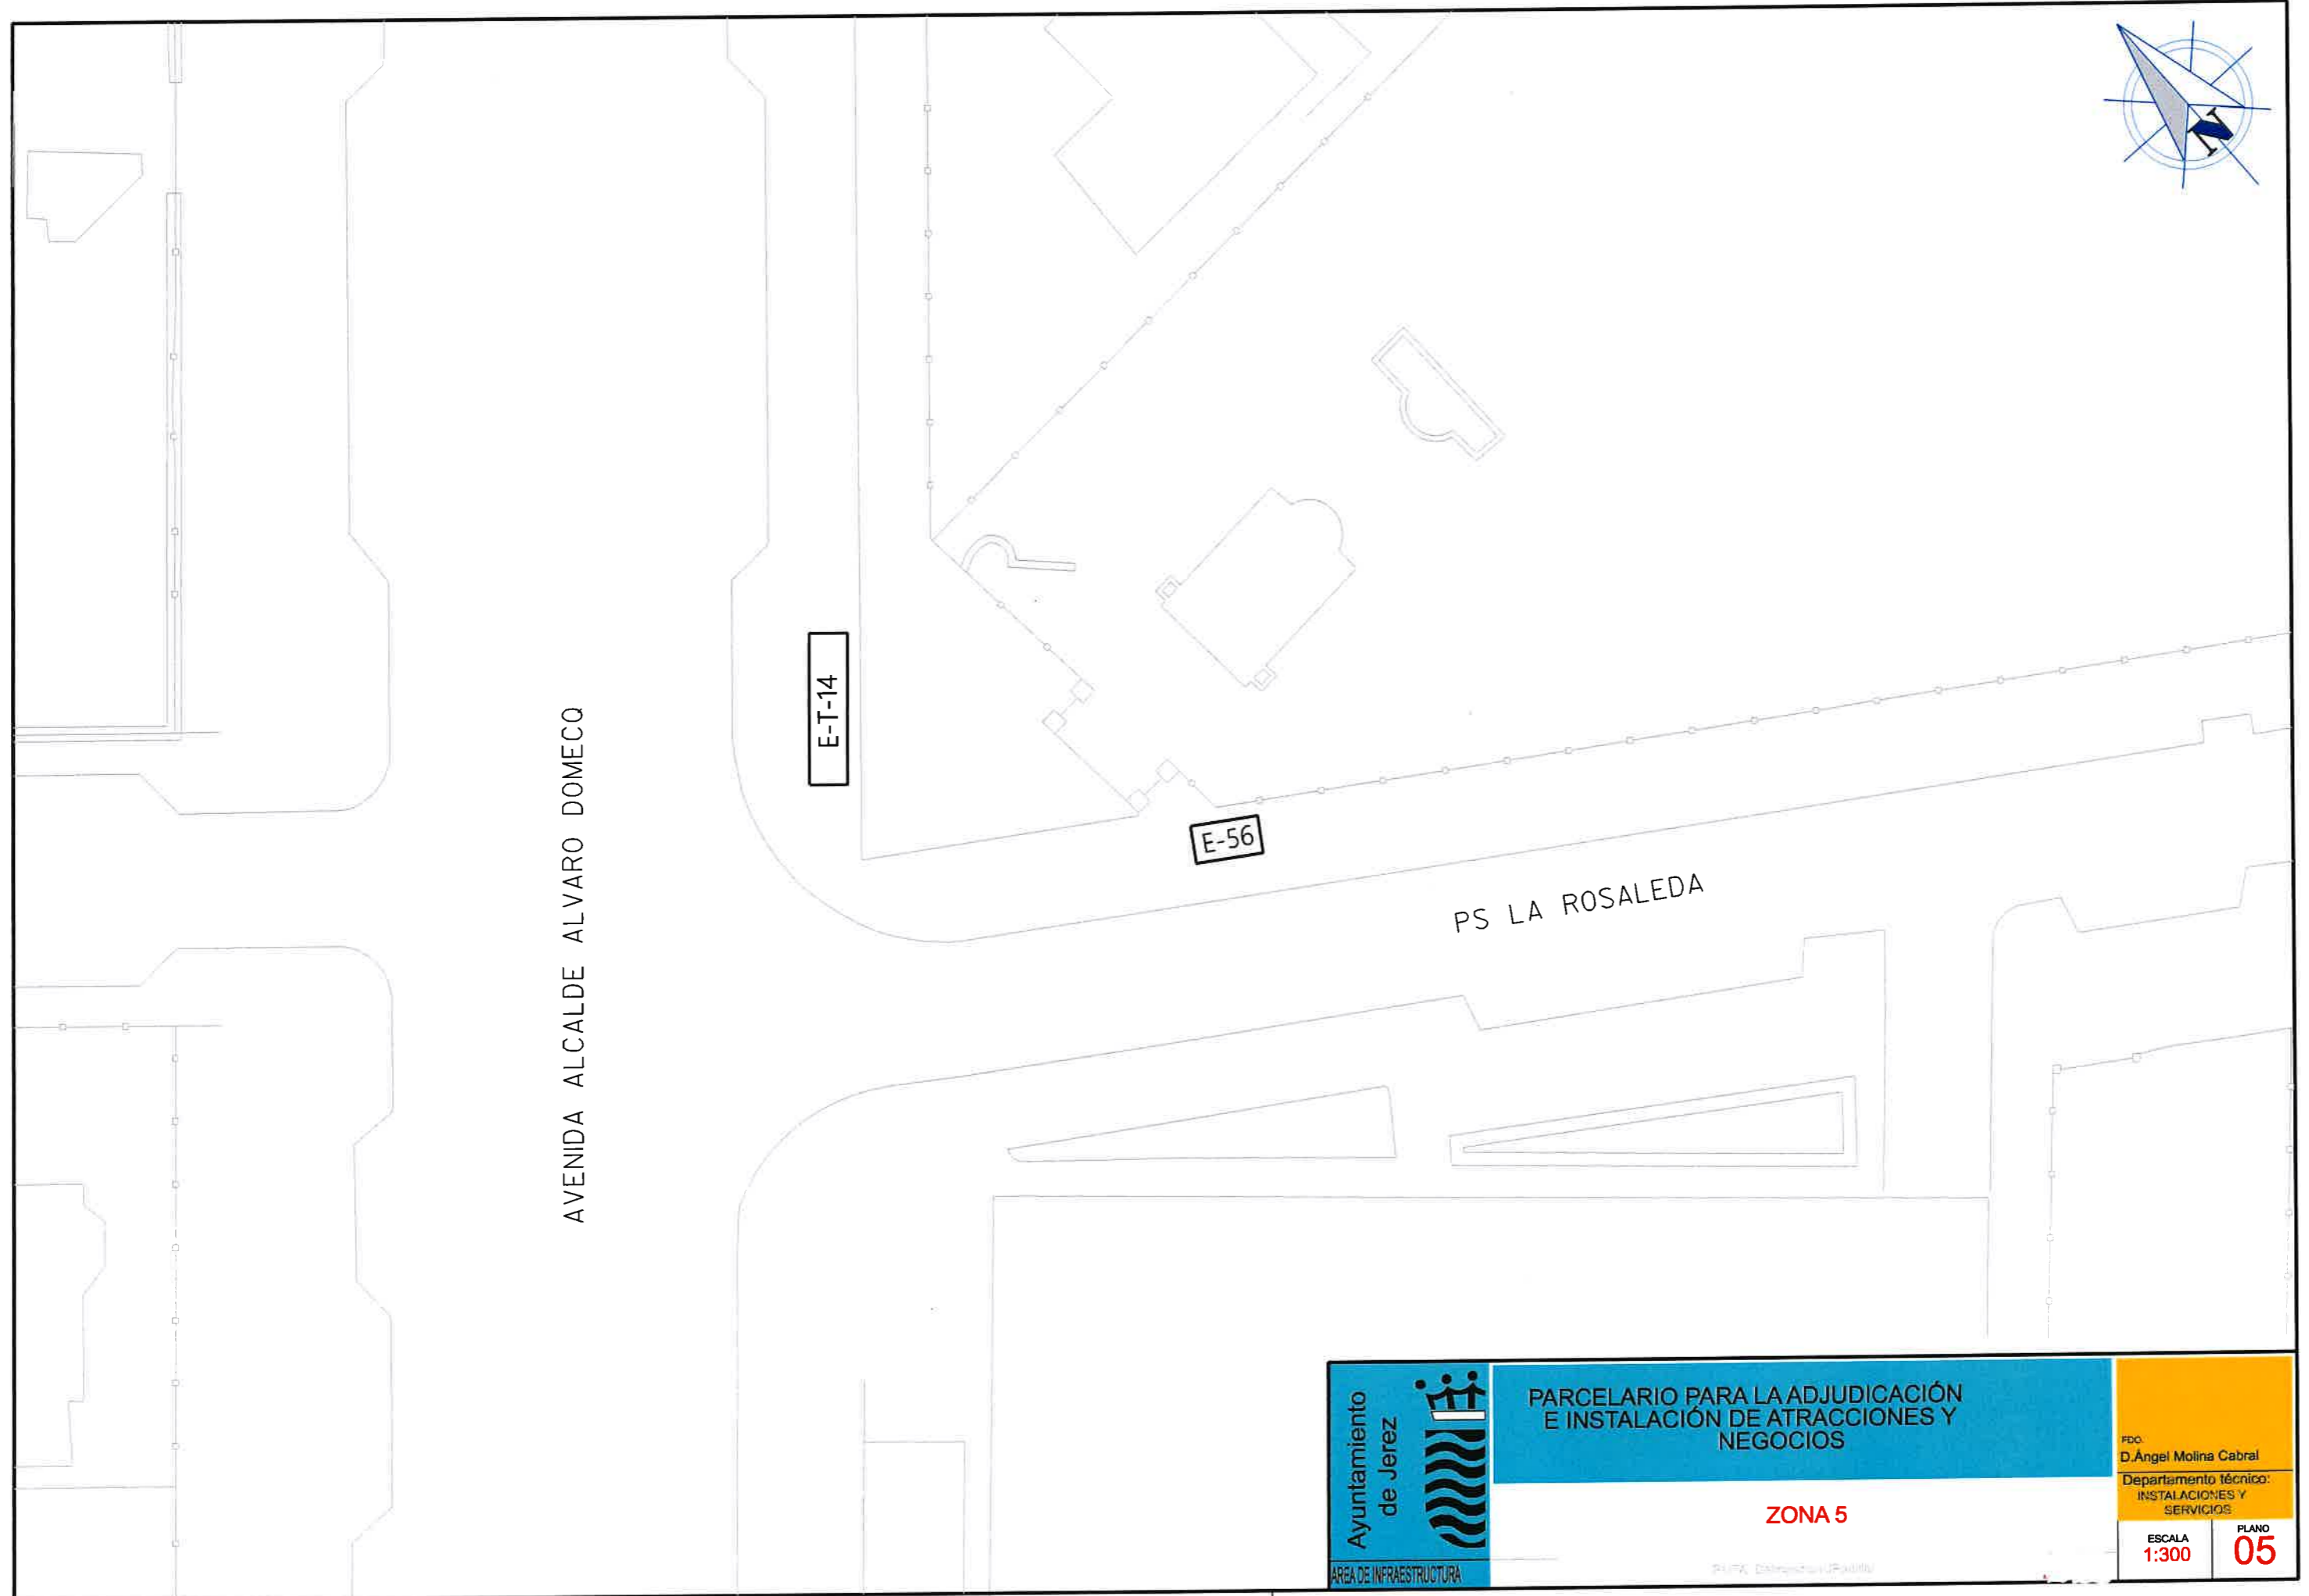 N
E-T-14
AVENIDA ALCALDE ALVARO DOMECQ
E-56
PS LA ROSALEDA
Ayuntamiento
de Jerez
AREA DE INFRAESTRUCTURA
PARCELARIO PARA LA ADJUDICACIÓN
E INSTALACIÓN DE ATRACCIONES Y
NEGOCIOS
ZONA 5
FDO.
D.Ángel Molina Cabral
Departamento técnico:
INSTALACIONES Y
SERVICIOS
ESCALA
1:300
PLANO
05